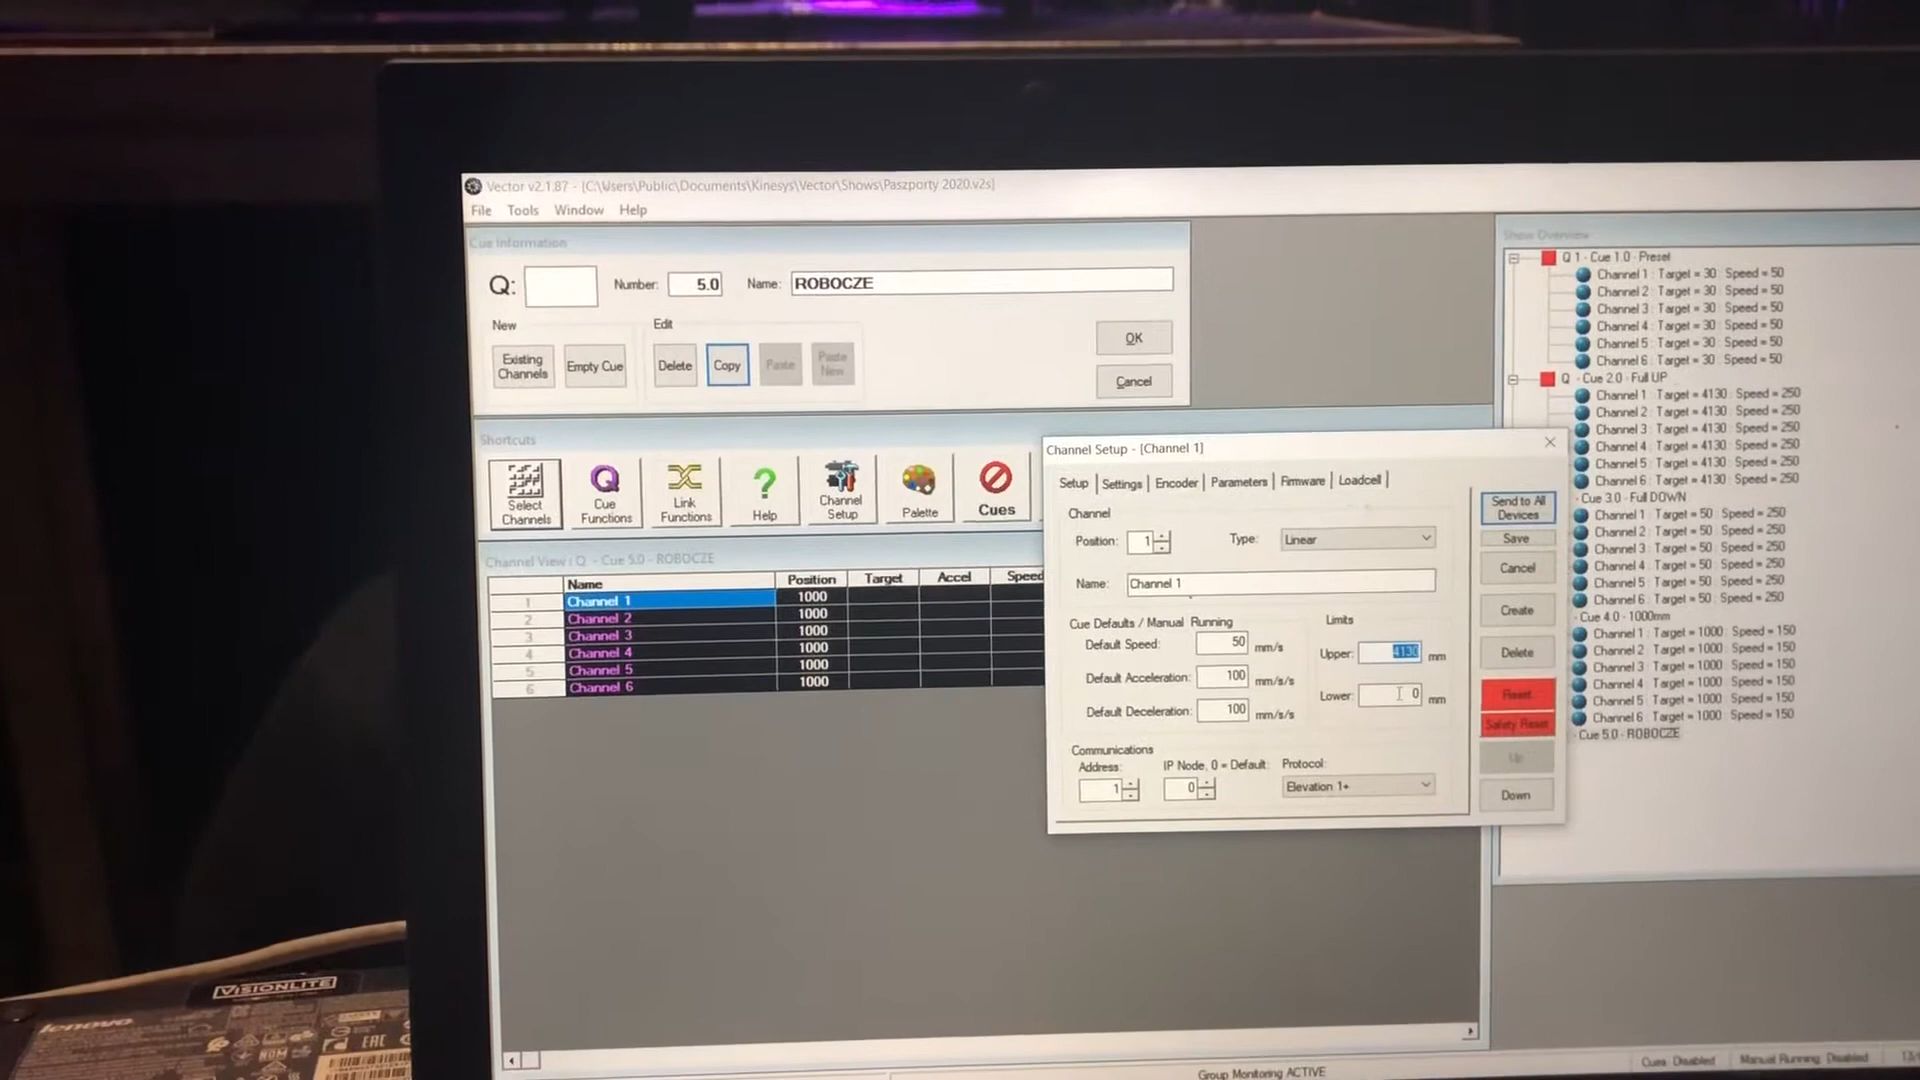 Vector v2.1.87 - [C:\Users\Public\Documents\Kinesys\Vector\Shows\Paszporty 2020.v2s]
File Tools Window Help
Cue Information
Q: Number: 5.0 Name: ROBOCZE
New Edit
Existing Channels Empty Cue Delete Copy Paste Paste New
OK
Cancel
Shortcuts
Select Channels
Cue Functions
Link Functions
Help
Channel Setup
Palette
Cues
Channel View : Q - Cue 5.0 - ROBOCZE
Name Position Target Accel Speed
1 Channel 1 1000
2 Channel 2 1000
3 Channel 3 1000
4 Channel 4 1000
5 Channel 5 1000
6 Channel 6 1000
Channel Setup - [Channel 1]
Setup Settings Encoder Parameters Firmware Loadcell
Channel
Position: 1 Type: Linear
Name: Channel 1
Cue Defaults / Manual Running
Default Speed: 50 mm/s
Default Acceleration: 100 mm/s/s
Default Deceleration: 100 mm/s/s
Limits
Upper: 4130 mm
Lower: 0 mm
Communications
Address: 1
IP Node, 0 = Default: 0
Protocol: Elevation 1+
Send to All Devices
Save
Cancel
Create
Delete
Reset
Safety Reset
Up
Down
Show Overview
Q 1 - Cue 1.0 - Preset
Channel 1 : Target = 30 : Speed = 50
Channel 2 : Target = 30 : Speed = 50
Channel 3 : Target = 30 : Speed = 50
Channel 4 : Target = 30 : Speed = 50
Channel 5 : Target = 30 : Speed = 50
Channel 6 : Target = 30 : Speed = 50
Q - Cue 2.0 - Full UP
Channel 1 : Target = 4130 : Speed = 250
Channel 2 : Target = 4130 : Speed = 250
Channel 3 : Target = 4130 : Speed = 250
Channel 4 : Target = 4130 : Speed = 250
Channel 5 : Target = 4130 : Speed = 250
Channel 6 : Target = 4130 : Speed = 250
- Cue 3.0 - Full DOWN
Channel 1 : Target = 50 : Speed = 250
Channel 2 : Target = 50 : Speed = 250
Channel 3 : Target = 50 : Speed = 250
Channel 4 : Target = 50 : Speed = 250
Channel 5 : Target = 50 : Speed = 250
Channel 6 : Target = 50 : Speed = 250
- Cue 4.0 - 1000mm
Channel 1 : Target = 1000 : Speed = 150
Channel 2 : Target = 1000 : Speed = 150
Channel 3 : Target = 1000 : Speed = 150
Channel 4 : Target = 1000 : Speed = 150
Channel 5 : Target = 1000 : Speed = 150
Channel 6 : Target = 1000 : Speed = 150
- Cue 5.0 - ROBOCZE
Group Monitoring ACTIVE
Cues: Disabled Manual Running: Disabled
VISIONLITE
lenovo
EAC